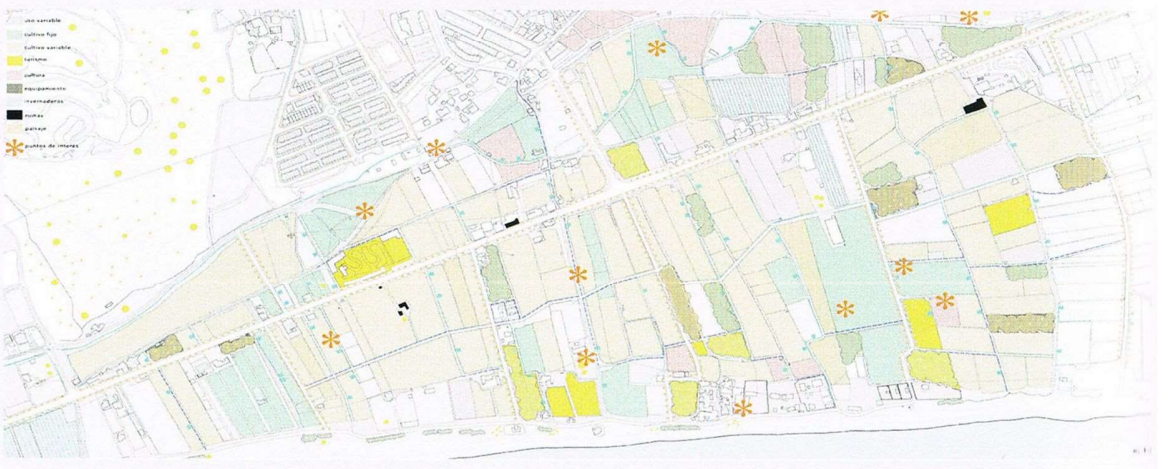 uso variable
cultivo fijo
cultivo variable
turismo
cultura
equipamiento
invernaderos
ruinas
paisaje
puntos de interes